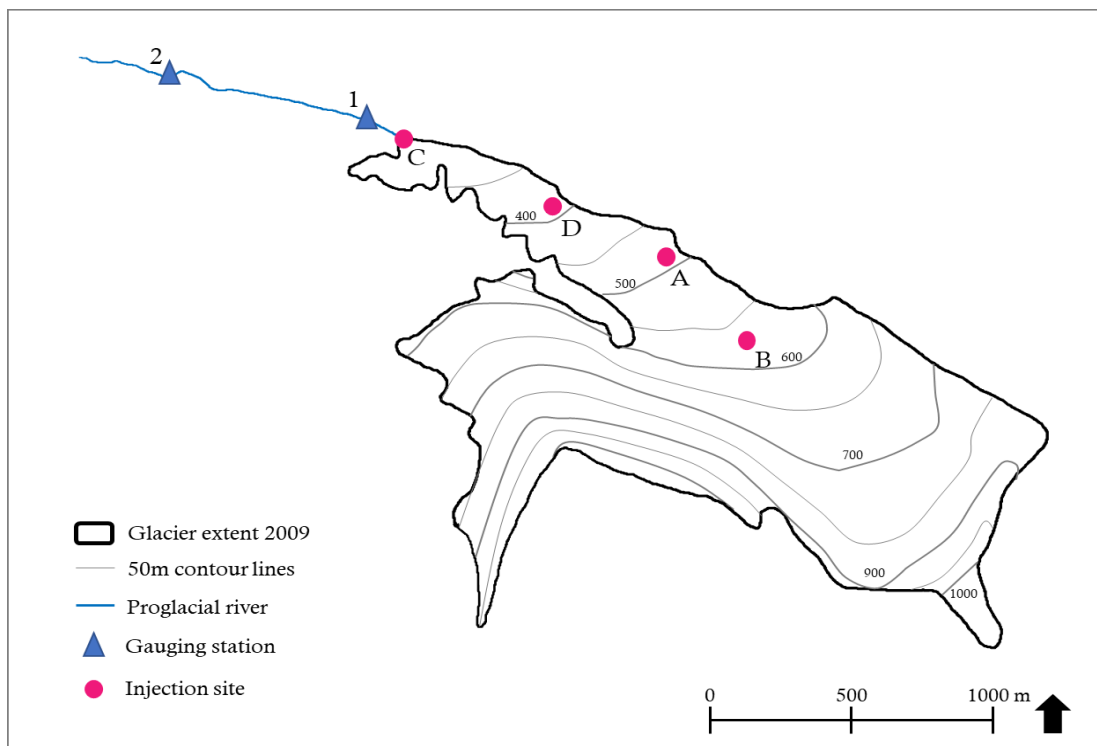 2
1
C
400
D
500
A
B
600
700
900
1000
Glacier extent 2009
50m contour lines
Proglacial river
Gauging station
Injection site
0 500 1000 m